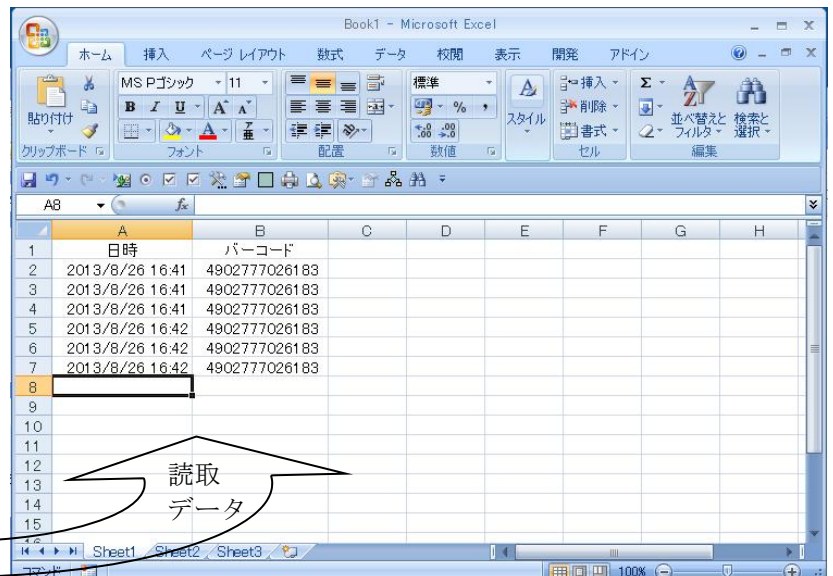 Book1 - Microsoft Excel
ホーム 挿入 ページ レイアウト 数式 データ 校閲 表示 開発 アドイン
MS Pゴシック 11 標準 挿入 Σ
貼り付け B I U A A % , スタイル 削除 並べ替えと フィルタ 検索と 選択
A 亜 .0 .00 .00 .0 書式
クリップボード フォント 配置 数値 セル 編集
A8 fx
A B C D E F G H
1 日時 バーコード
2 2013/8/26 16:41 4902777026183
3 2013/8/26 16:41 4902777026183
4 2013/8/26 16:41 4902777026183
5 2013/8/26 16:42 4902777026183
6 2013/8/26 16:42 4902777026183
7 2013/8/26 16:42 4902777026183
8
9
10
11
12
13
14
15
16
読取
データ
Sheet1 Sheet2 Sheet3
コマンド 100%